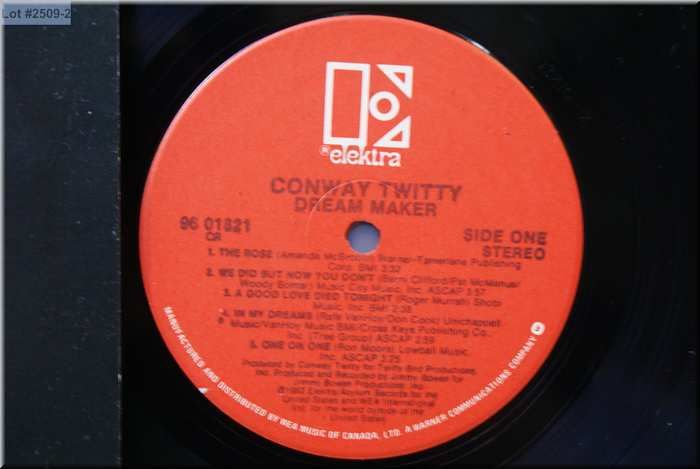 Lot #2509-2
elektra
CONWAY TWITTY
DREAM MAKER
96 01821
CR
SIDE ONE
STEREO
1. THE ROSE (Amanda McBroom) Warner-Tamerlane Publishing
Corp. BMI 3:32
2. WE DID BUT NOW YOU DON'T (Barni Clifford/Pat McManus/
Woody Bomar) Music City Music, Inc. ASCAP 3:37
3. A GOOD LOVE DIED TONIGHT (Roger Murrah) Shobi
Music, Inc. BMI 2:38
4. IN MY DREAMS (Rafe VanHoy/Don Cook) Unichappell
Music/VanHoy Music BMI/Cross Keys Publishing Co.,
Inc. (Tree Group) ASCAP 2:59
5. ONE ON ONE (Ron Moore) Lowball Music,
Inc. ASCAP 3:25
Produced by Conway Twitty for Twitty Bird Productions,
Inc. Produced and Recorded by Jimmy Bowen for
Jimmy Bowen Productions, Inc.
©1982 Elektra/Asylum Records for the
United States and WEA International
Inc. for the world outside of the
United States
MANUFACTURED AND DISTRIBUTED BY WEA MUSIC OF CANADA, LTD. A WARNER COMMUNICATIONS COMPANY